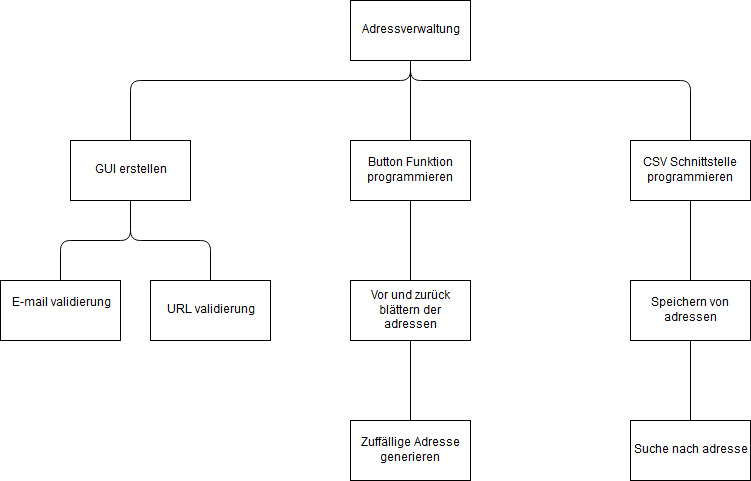 Adressverwaltung
GUI erstellen
Button Funktion
programmieren
CSV Schnittstelle
programmieren
E-mail validierung
URL validierung
Vor und zurück
blättern der
adressen
Speichern von
adressen
Zuffällige Adresse
generieren
Suche nach adresse